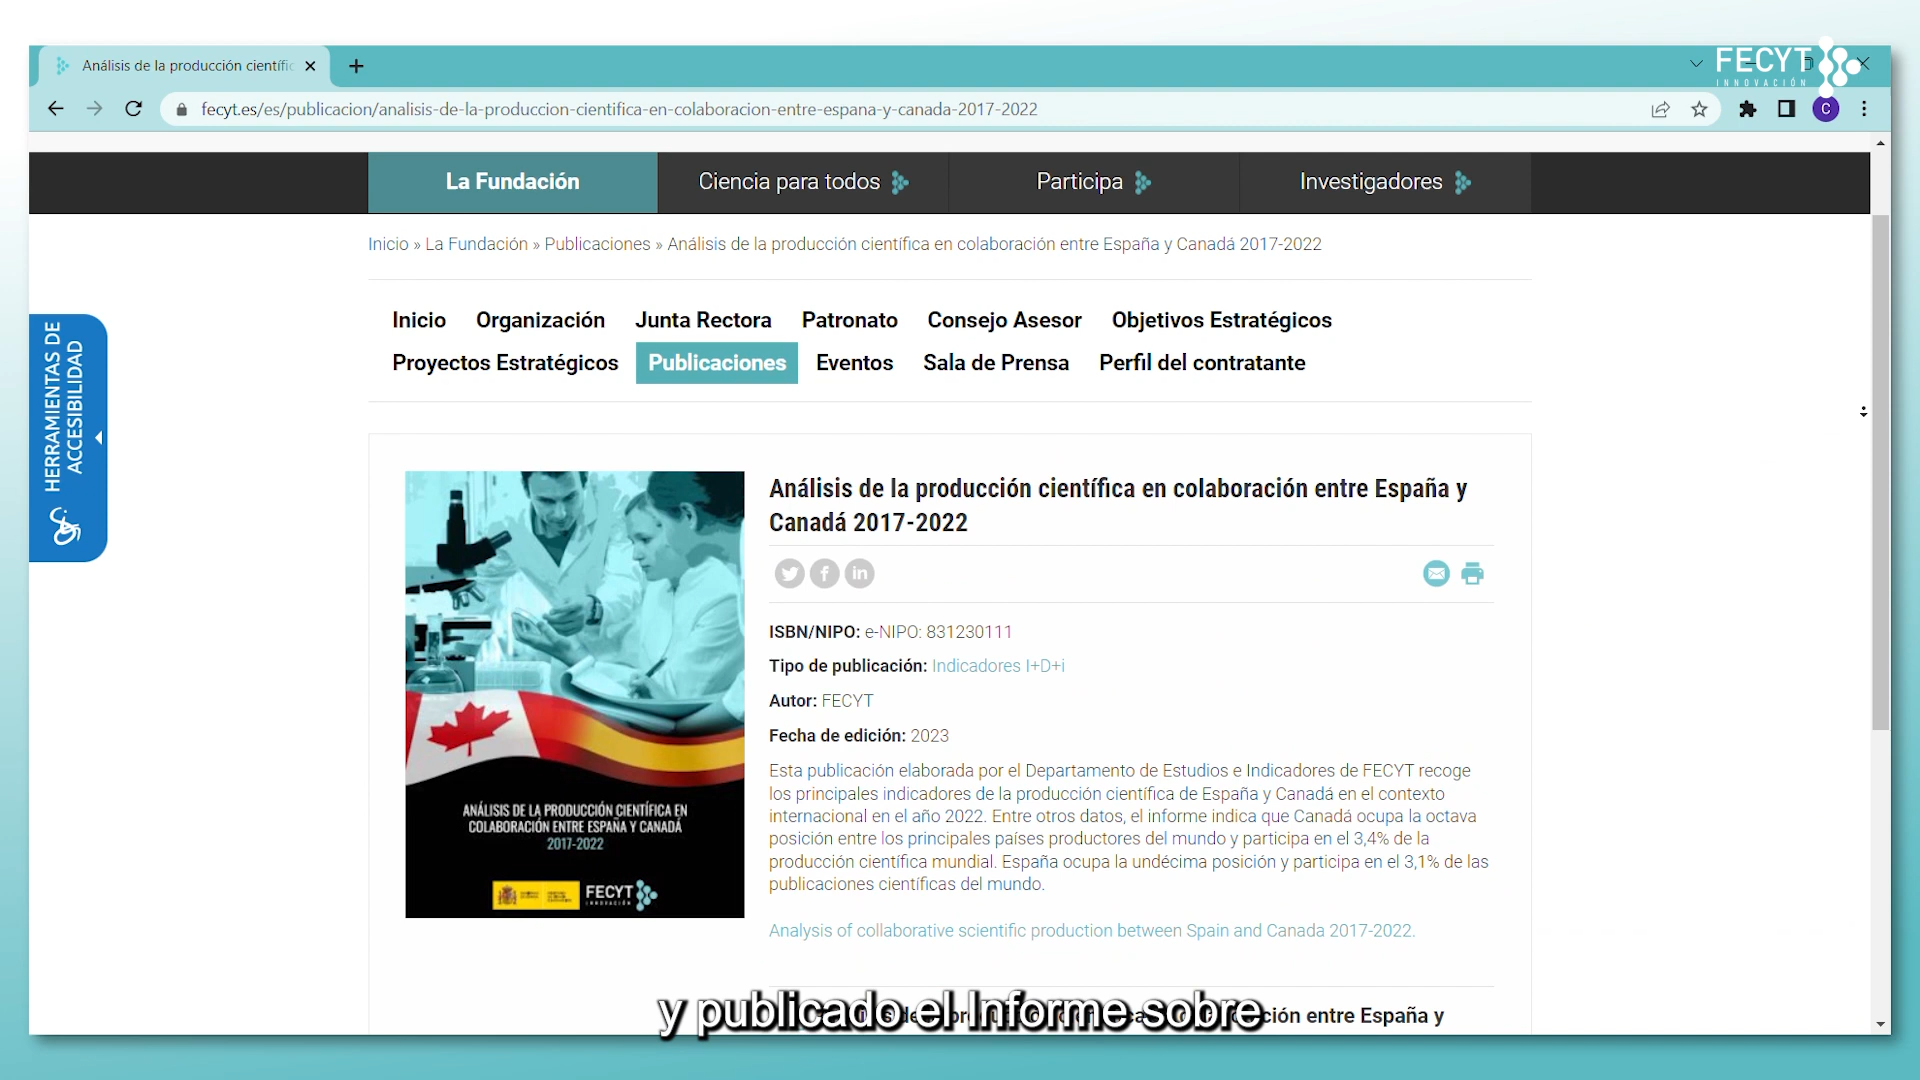 Análisis de la producción científic
FECYT
INNOVACIÓN
fecyt.es/es/publicacion/analisis-de-la-produccion-cientifica-en-colaboracion-entre-espana-y-canada-2017-2022
C
La Fundación
Ciencia para todos
Participa
Investigadores
Inicio » La Fundación » Publicaciones » Análisis de la producción científica en colaboración entre España y Canadá 2017-2022
Inicio Organización Junta Rectora Patronato Consejo Asesor Objetivos Estratégicos
Proyectos Estratégicos Publicaciones Eventos Sala de Prensa Perfil del contratante
HERRAMIENTAS DE
ACCESIBILIDAD
Análisis de la producción científica en colaboración entre España y
Canadá 2017-2022
ISBN/NIPO: e-NIPO: 831230111
Tipo de publicación: Indicadores I+D+i
Autor: FECYT
Fecha de edición: 2023
Esta publicación elaborada por el Departamento de Estudios e Indicadores de FECYT recoge
los principales indicadores de la producción científica de España y Canadá en el contexto
internacional en el año 2022. Entre otros datos, el informe indica que Canadá ocupa la octava
posición entre los principales países productores del mundo y participa en el 3,4% de la
producción científica mundial. España ocupa la undécima posición y participa en el 3,1% de las
publicaciones científicas del mundo.
Analysis of collaborative scientific production between Spain and Canada 2017-2022.
ANÁLISIS DE LA PRODUCCIÓN CIENTÍFICA EN
COLABORACIÓN ENTRE ESPAÑA Y CANADÁ
2017-2022
FECYT
INNOVACIÓN
entre España y
y publicado el Informe sobre